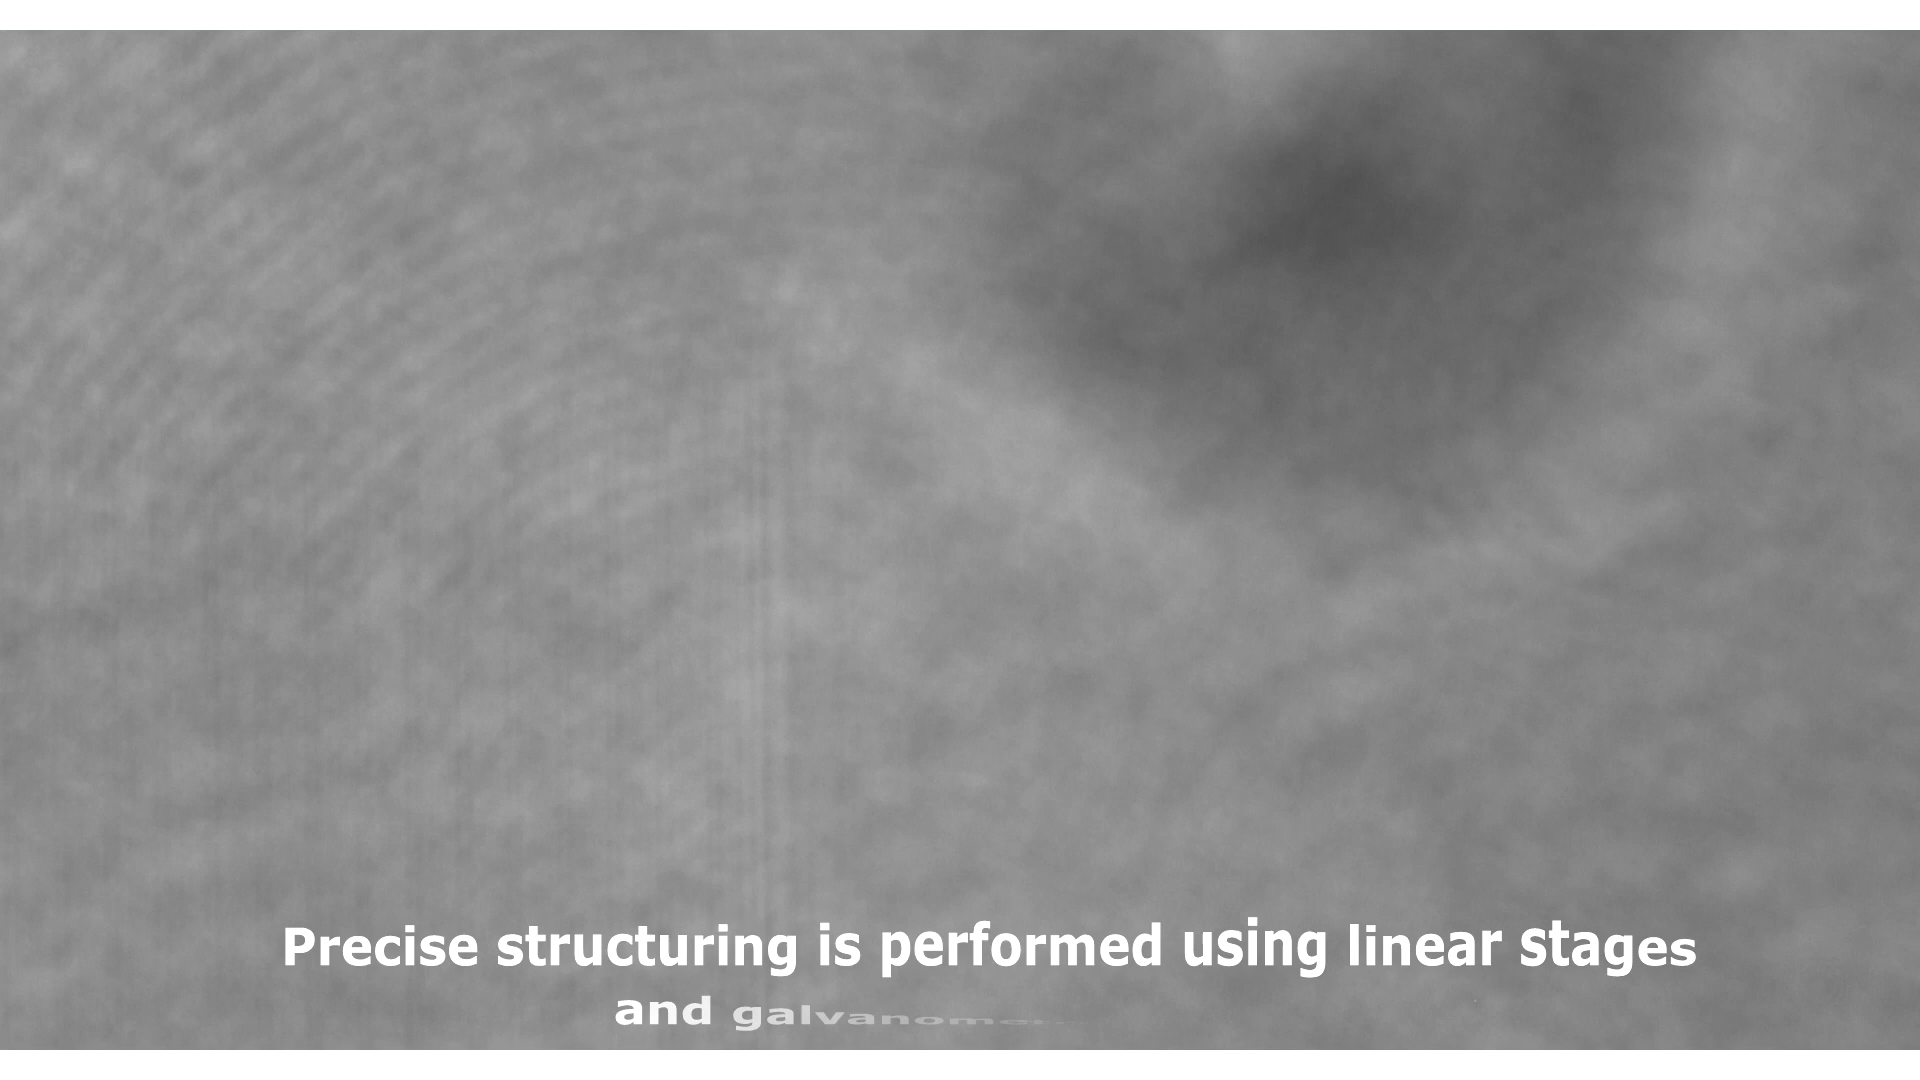 Precise structuring is performed using linear stages
and